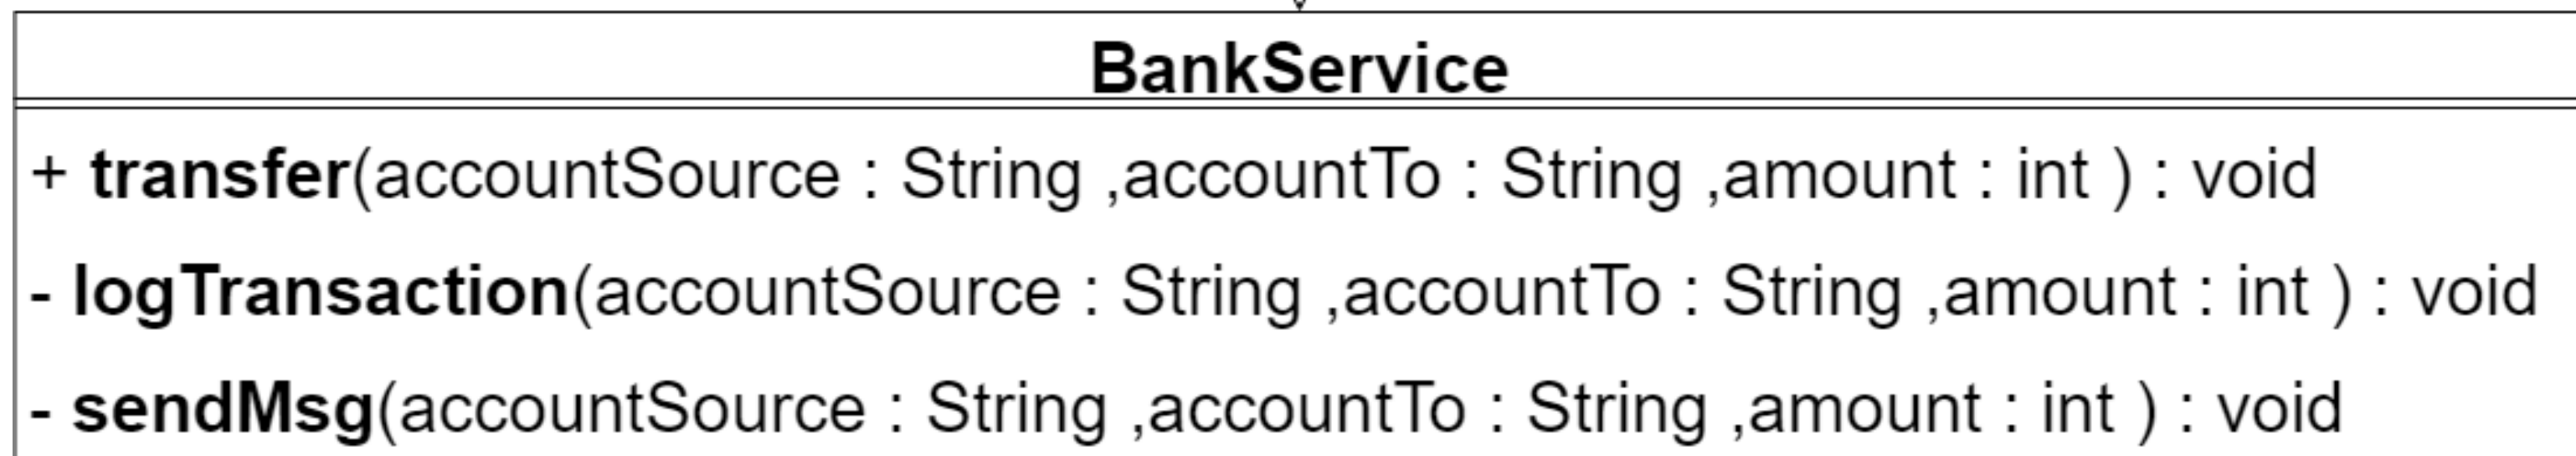 BankService
+ transfer(accountSource : String ,accountTo : String ,amount : int ) : void
- logTransaction(accountSource : String ,accountTo : String ,amount : int ) : void
- sendMsg(accountSource : String ,accountTo : String ,amount : int ) : void